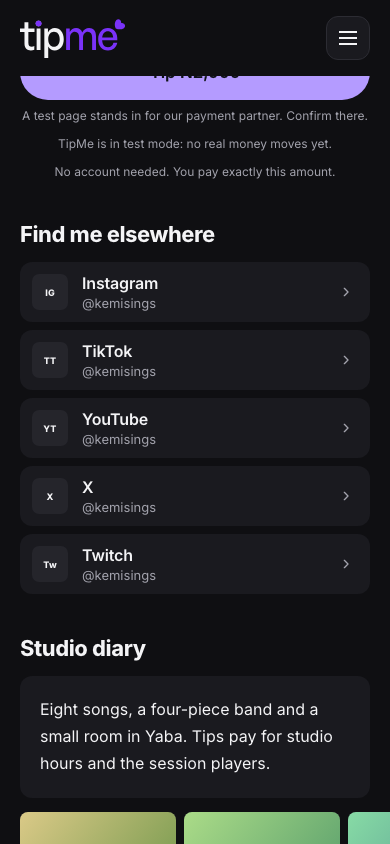 tipme
A test page stands in for our payment partner. Confirm there.
TipMe is in test mode: no real money moves yet.
No account needed. You pay exactly this amount.
Find me elsewhere
IG
Instagram
@kemisings
TT
TikTok
@kemisings
YT
YouTube
@kemisings
X
X
@kemisings
Tw
Twitch
@kemisings
Studio diary
Eight songs, a four-piece band and a
small room in Yaba. Tips pay for studio
hours and the session players.